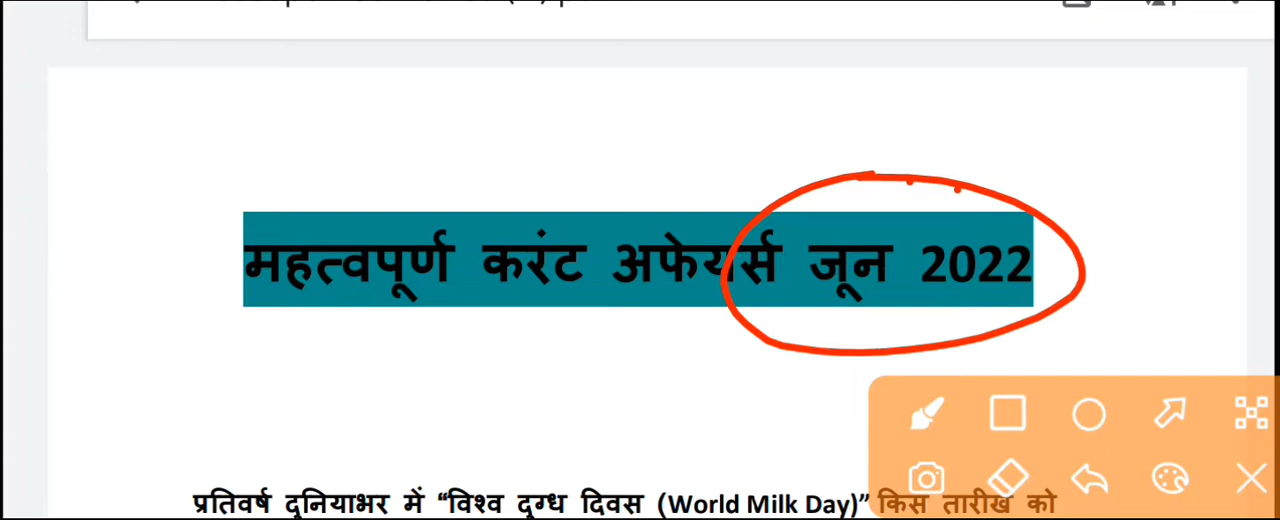 महत्वपूर्ण करंट अफेयर्स जून 2022
प्रतिवर्ष दुनियाभर में “विश्व दुग्ध दिवस (World Milk Day)” किस तारीख को